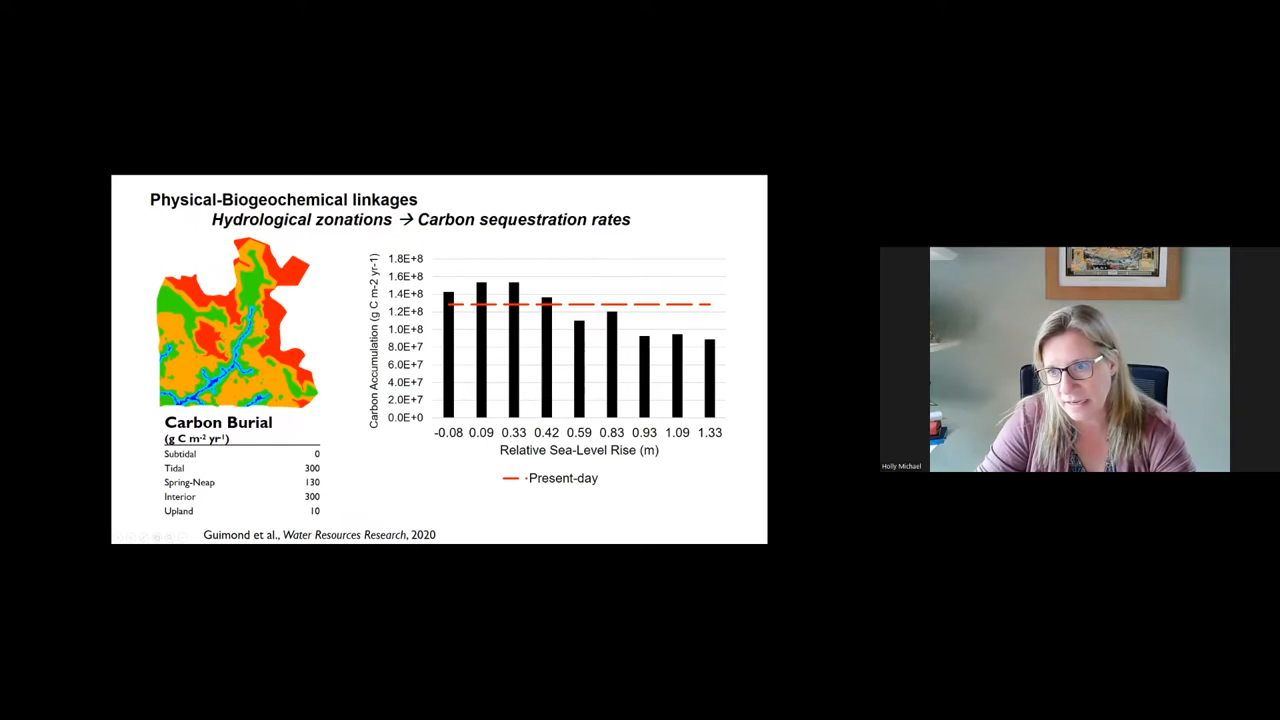 Physical-Biogeochemical linkages
Hydrological zonations → Carbon sequestration rates
Carbon Burial
(g C m-2 yr1)
Subtidal 0
Tidal 300
Spring-Neap 130
Interior 300
Upland 10
Carbon Accumulation (g C m-2 yr-1)
1.8E+8
1.6E+8
1.4E+8
1.2E+8
1.0E+8
8.0E+7
6.0E+7
4.0E+7
2.0E+7
0.0E+0
-0.08 0.09 0.33 0.42 0.59 0.83 0.93 1.09 1.33
Relative Sea-Level Rise (m)
Present-day
Guimond et al., Water Resources Research, 2020
Holly Michael